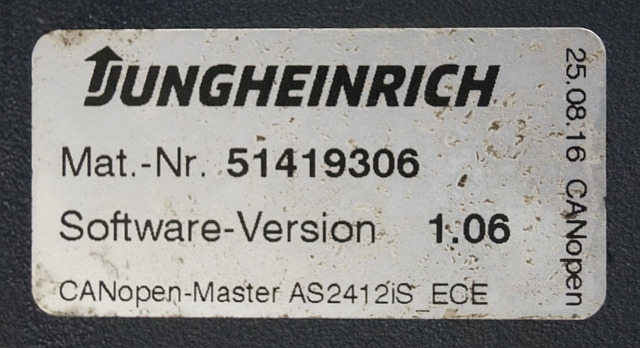 JUNGHEINRICH
Mat.-Nr. 51419306
Software-Version 1.06
CANopen-Master AS2412iS_ECE
25.08.16 CANopen